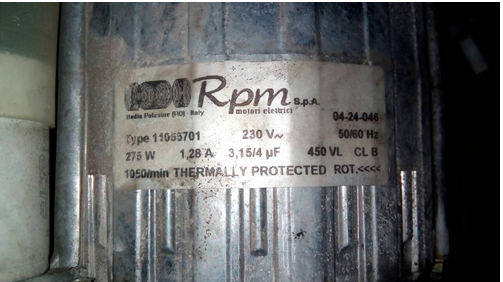 Rpm S.p.A.
motori elettrici
Badia Polesine (RO) - Italy
04-24-046
Type 11055701 230 V~ 50/60 Hz
275 W 1,28 A 3,15/4 µF 450 VL CL B
1050/min THERMALLY PROTECTED ROT.<<<<